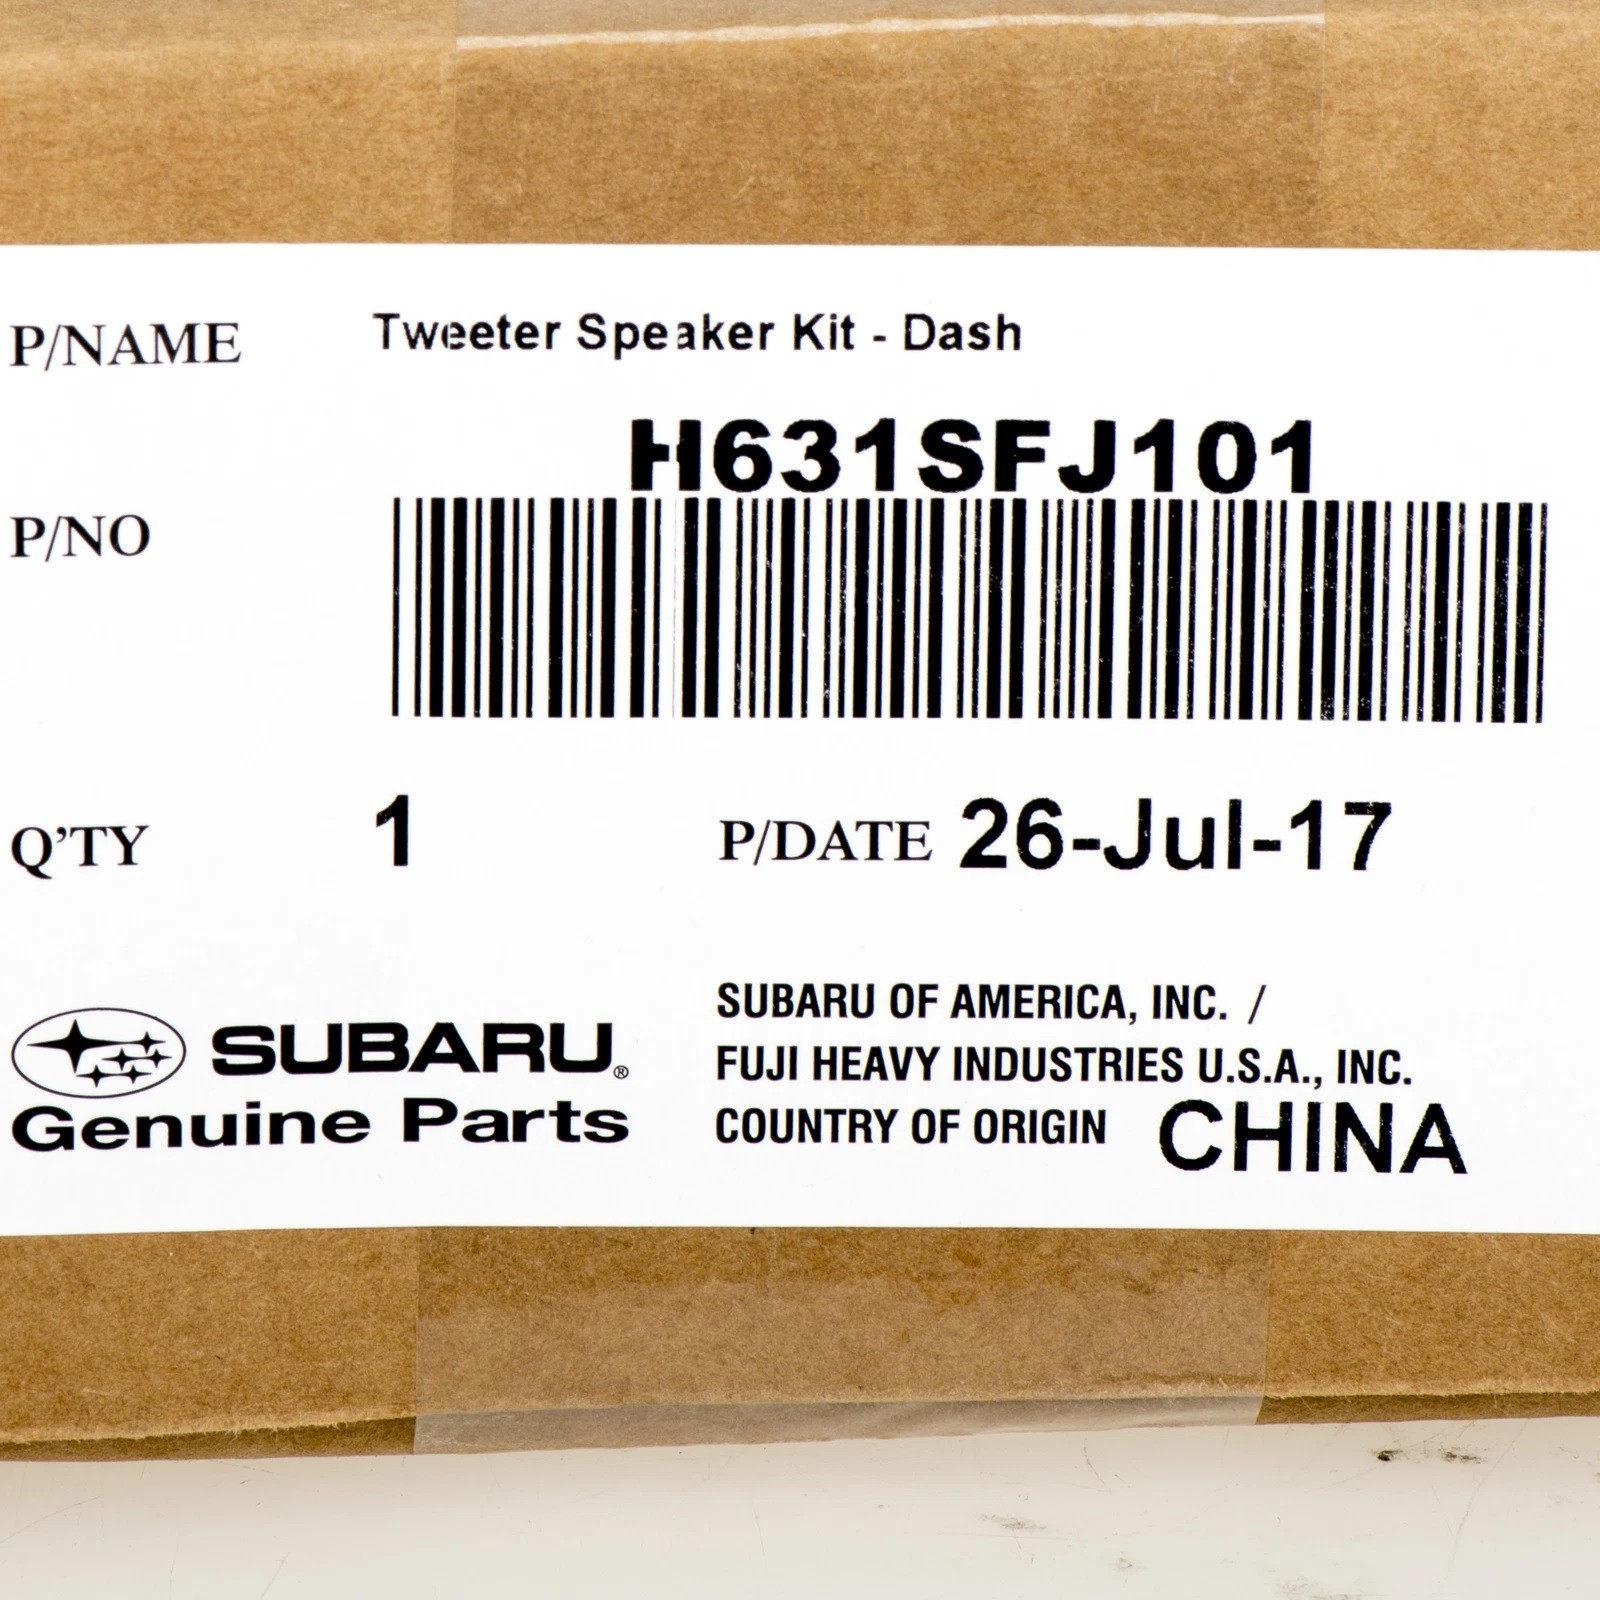 P/NAME Tweeter Speaker Kit - Dash
H631SFJ101
P/NO
Q'TY 1 P/DATE 26-Jul-17
SUBARU® 
Genuine Parts
SUBARU OF AMERICA, INC. /
FUJI HEAVY INDUSTRIES U.S.A., INC.
COUNTRY OF ORIGIN CHINA